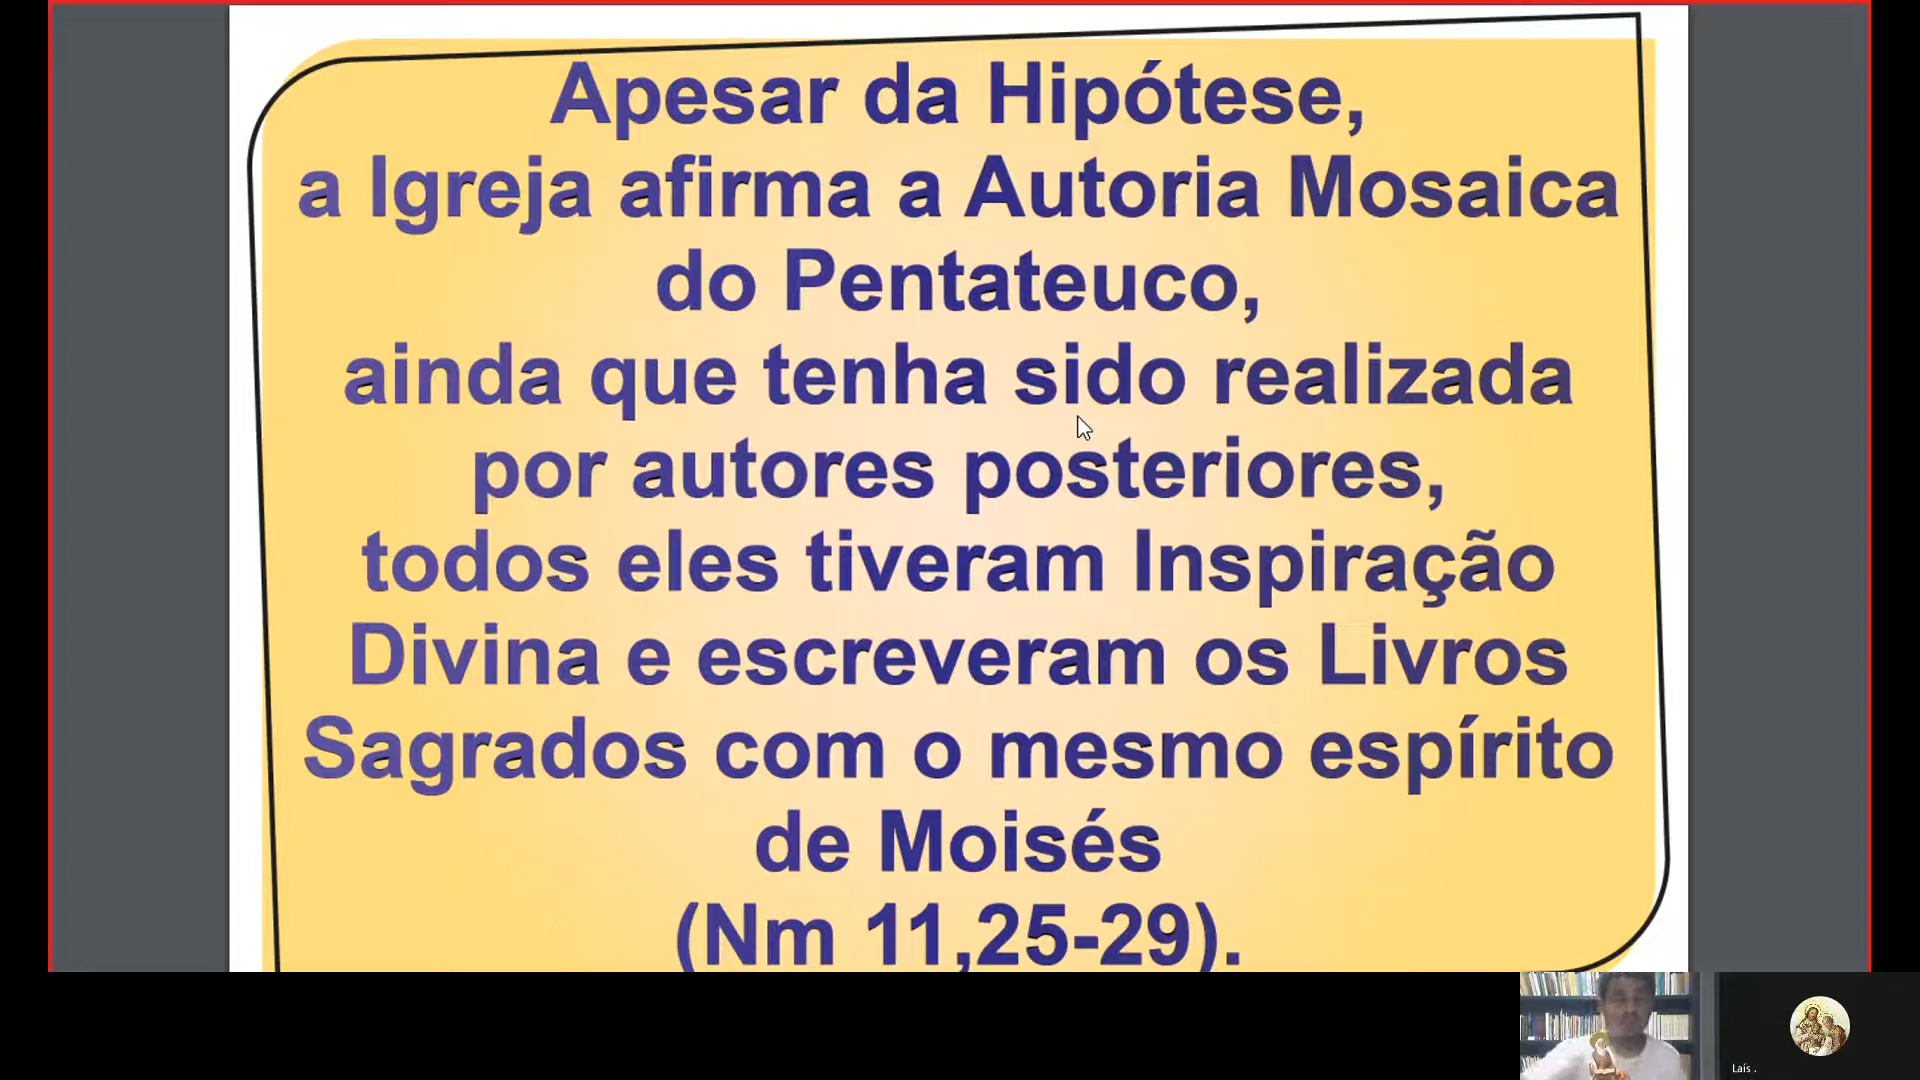 Apesar da Hipótese,
a Igreja afirma a Autoria Mosaica
do Pentateuco,
ainda que tenha sido realizada
por autores posteriores,
todos eles tiveram Inspiração
Divina e escreveram os Livros
Sagrados com o mesmo espírito
de Moisés
(Nm 11,25-29).
Laís .